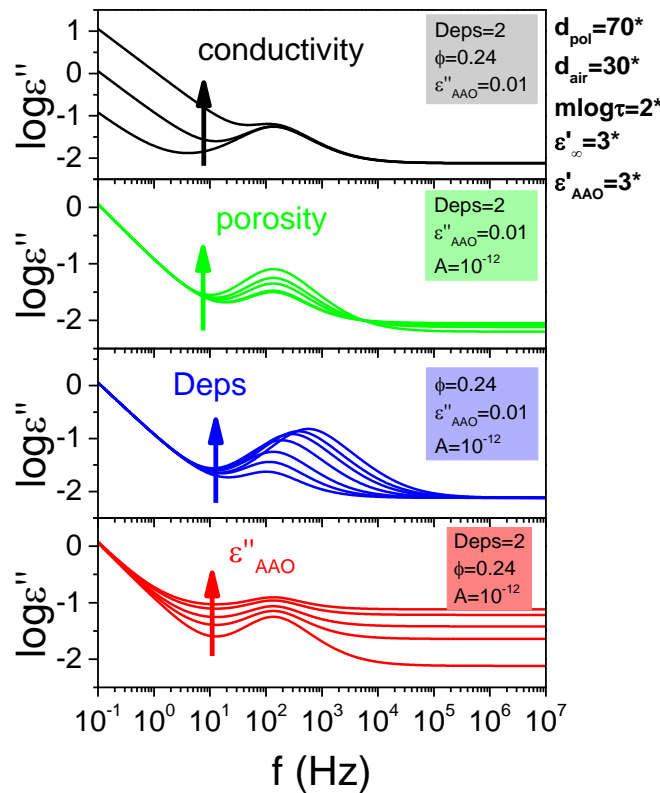 conductivity
Deps=2
ϕ=0.24
ε''AAO=0.01
dpol=70*
dair=30*
mlogτ=2*
ε'∞=3*
ε'AAO=3*
logε''
1
0
-1
-2
porosity
Deps=2
ε''AAO=0.01
A=10-12
logε''
0
-1
-2
Deps
ϕ=0.24
ε''AAO=0.01
A=10-12
logε''
0
-1
-2
ε''AAO
Deps=2
ϕ=0.24
A=10-12
logε''
0
-1
-2
10-1 100 101 102 103 104 105 106 107
f (Hz)